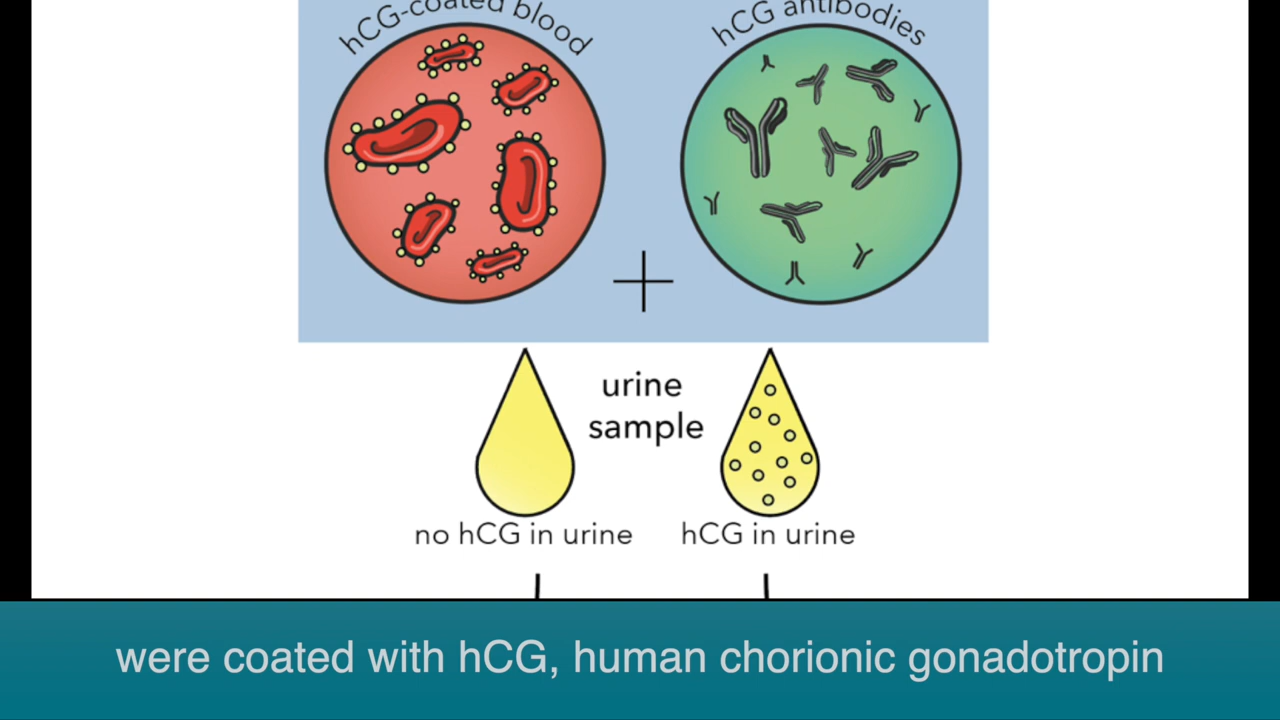 hCG-coated blood
hCG antibodies
urine
sample
no hCG in urine
hCG in urine
were coated with hCG, human chorionic gonadotropin